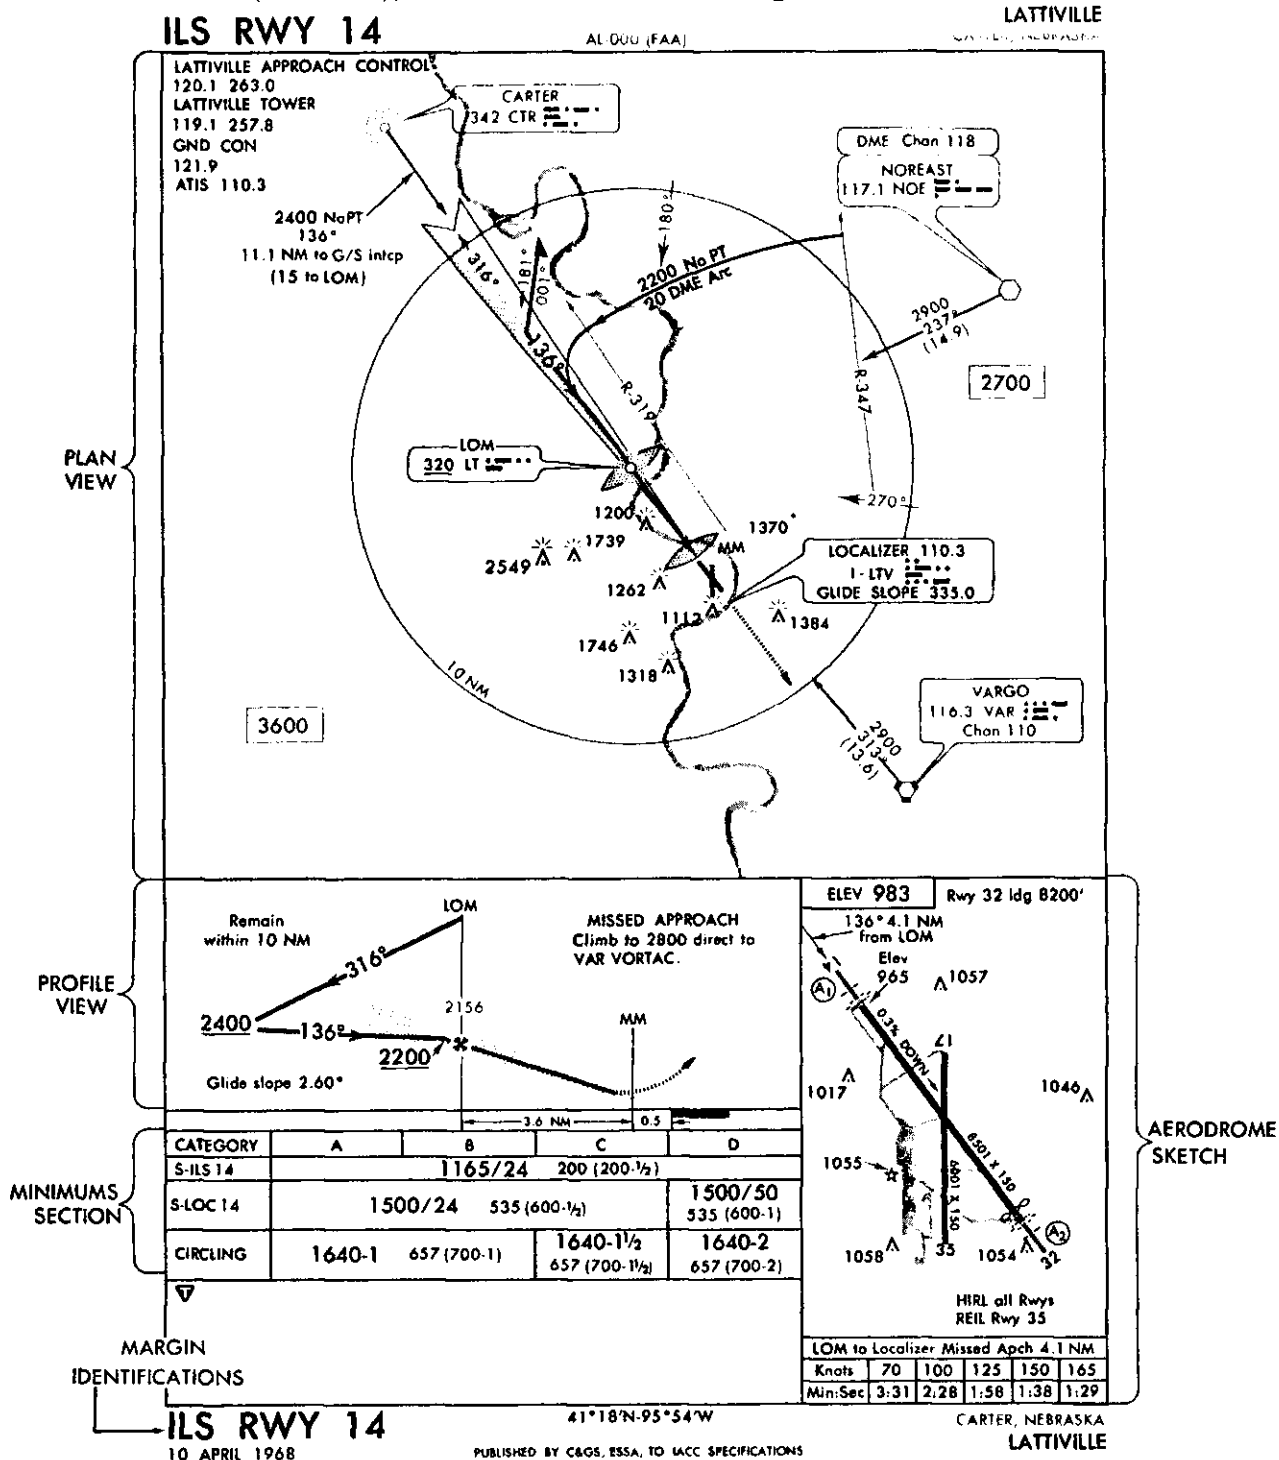 ILS RWY 14
AL-000 (FAA)
LATTIVILLE
CARTER, NEBRASKA
LATTIVILLE APPROACH CONTROL
120.1 263.0
LATTIVILLE TOWER
119.1 257.8
GND CON
121.9
ATIS 110.3
CARTER
342 CTR
2400 NoPT
136°
11.1 NM to G/S intcp
(15 to LOM)
DME Chan 118
NOREAST
117.1 NOE
180°
316°
181°
001°
2200 No PT
20 DME Arc
136°
2900
237°
(14.9)
2700
R-319
R-347
LOM
320 LT
270°
PLAN
VIEW
1200
1739
2549
1370
MM
LOCALIZER 110.3
I-LTV
GLIDE SLOPE 335.0
1262
1112
1384
1746
1318
10 NM
3600
VARGO
116.3 VAR
Chan 110
2900
313°
(13.6)
PROFILE
VIEW
Remain
within 10 NM
LOM
MISSED APPROACH
Climb to 2800 direct to
VAR VORTAC.
316°
2156
MM
2400
136°
2200
Glide slope 2.60°
3.6 NM
0.5
ELEV 983
Rwy 32 ldg 8200'
136° 4.1 NM
from LOM
Elev
965
1057
A1
0.3% DOWN
17
1017
1046
8501 X 150
1055
6601 X 150
A2
1058
35
1054
32
HIRL all Rwys
REIL Rwy 35
AERODROME
SKETCH
MINIMUMS
SECTION
CATEGORY A B C D
S-ILS 14 1165/24 200 (200-½)
S-LOC 14 1500/24 535 (600-½) 1500/50 535 (600-1)
CIRCLING 1640-1 657 (700-1) 1640-1½ 657 (700-1½) 1640-2 657 (700-2)
T
LOM to Localizer Missed Apch 4.1 NM
Knots 70 100 125 150 165
Min:Sec 3:31 2:28 1:58 1:38 1:29
MARGIN
IDENTIFICATIONS
ILS RWY 14
10 APRIL 1968
41°18'N-95°54'W
PUBLISHED BY C&GS, ESSA, TO IACC SPECIFICATIONS
CARTER, NEBRASKA
LATTIVILLE